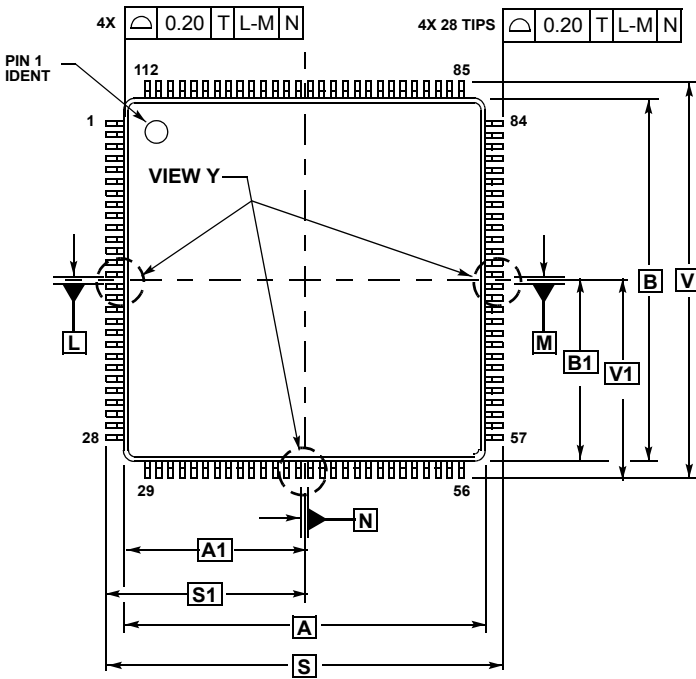 4X ⌓ 0.20 T L-M N
4X 28 TIPS ⌓ 0.20 T L-M N
PIN 1
IDENT
112
85
1
84
VIEW Y
B
V
L
M
B1
V1
28
57
29
56
N
A1
S1
A
S